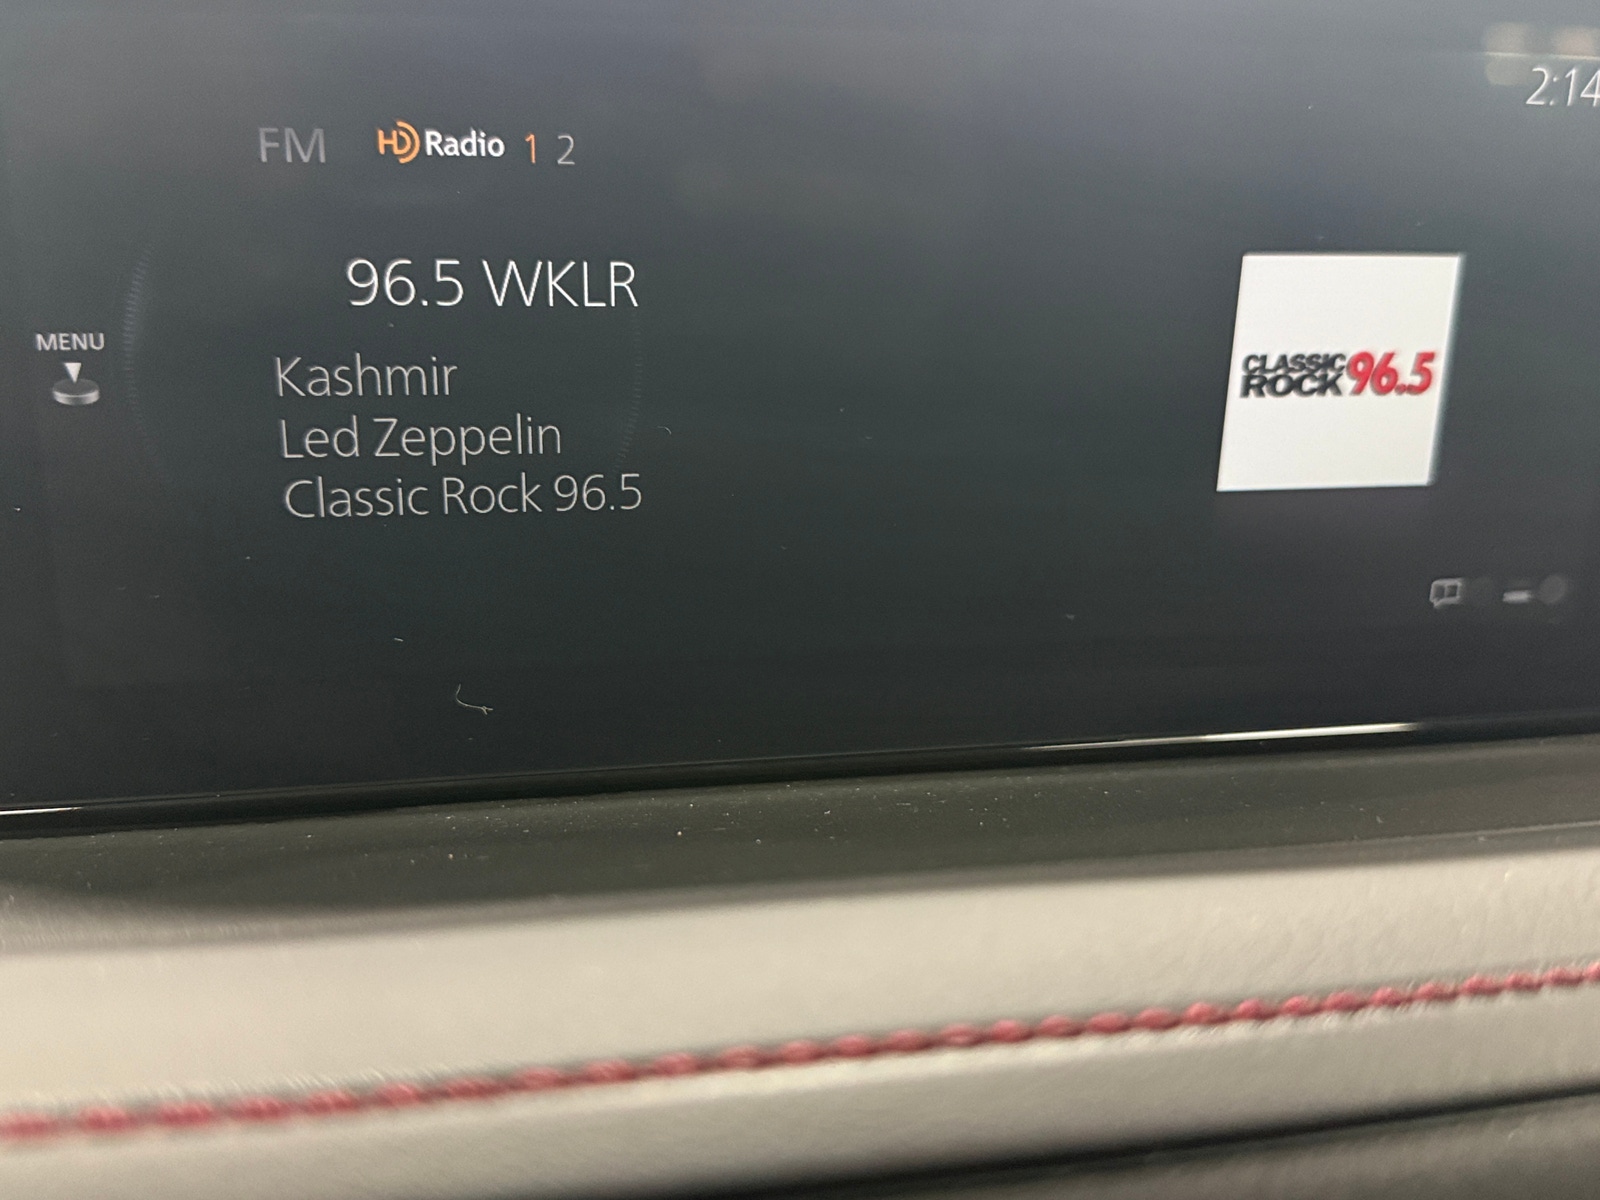 2:14
FM HD Radio 1 2
96.5 WKLR
MENU
Kashmir
Led Zeppelin
Classic Rock 96.5
CLASSIC
ROCK 96.5